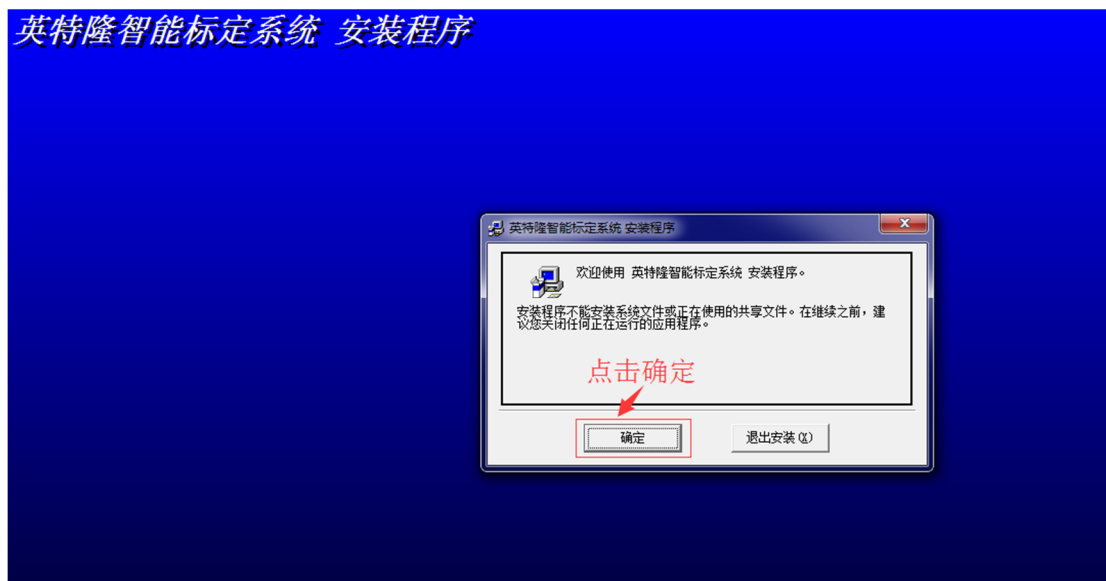 英特隆智能标定系统 安装程序
英特隆智能标定系统 安装程序
欢迎使用 英特隆智能标定系统 安装程序。
安装程序不能安装系统文件或正在使用的共享文件。在继续之前，建
议您关闭任何正在运行的应用程序。
点击确定
确定
退出安装(X)